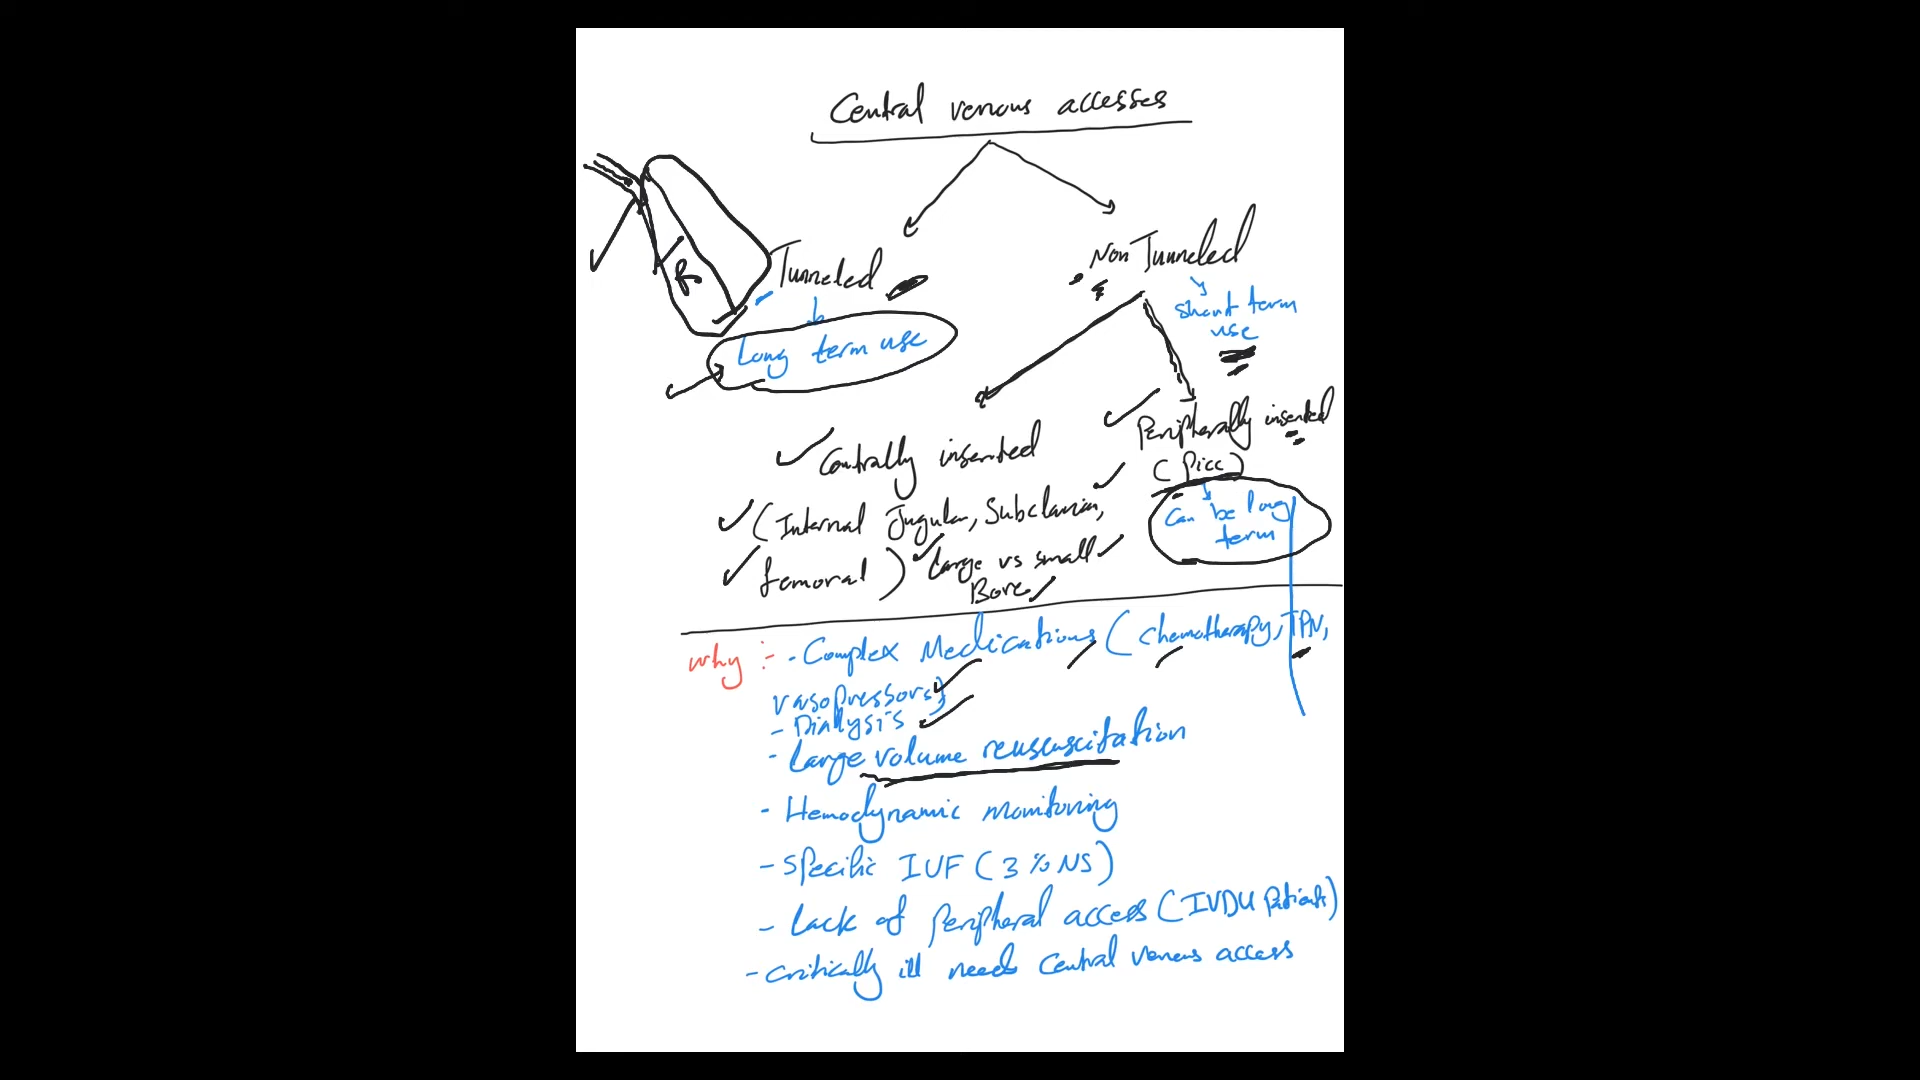 Central venous accesses
Tunneled
Non Tunneled
Long term use
short term
use
Centrally inserted
Peripherally inserted
(Picc)
(Internal Jugular, Subclavian,
femoral) Large vs small
Bore
Can be long
term
why :- - Complex Medications (chemotherapy, TPN,
vasopressors)
- Dialysis
- Large volume reususcitation
- Hemodynamic monitoring
- Specific IVF (3% NS)
- Lack of Peripheral access (IVDU Patients)
- critically ill needs central venous access